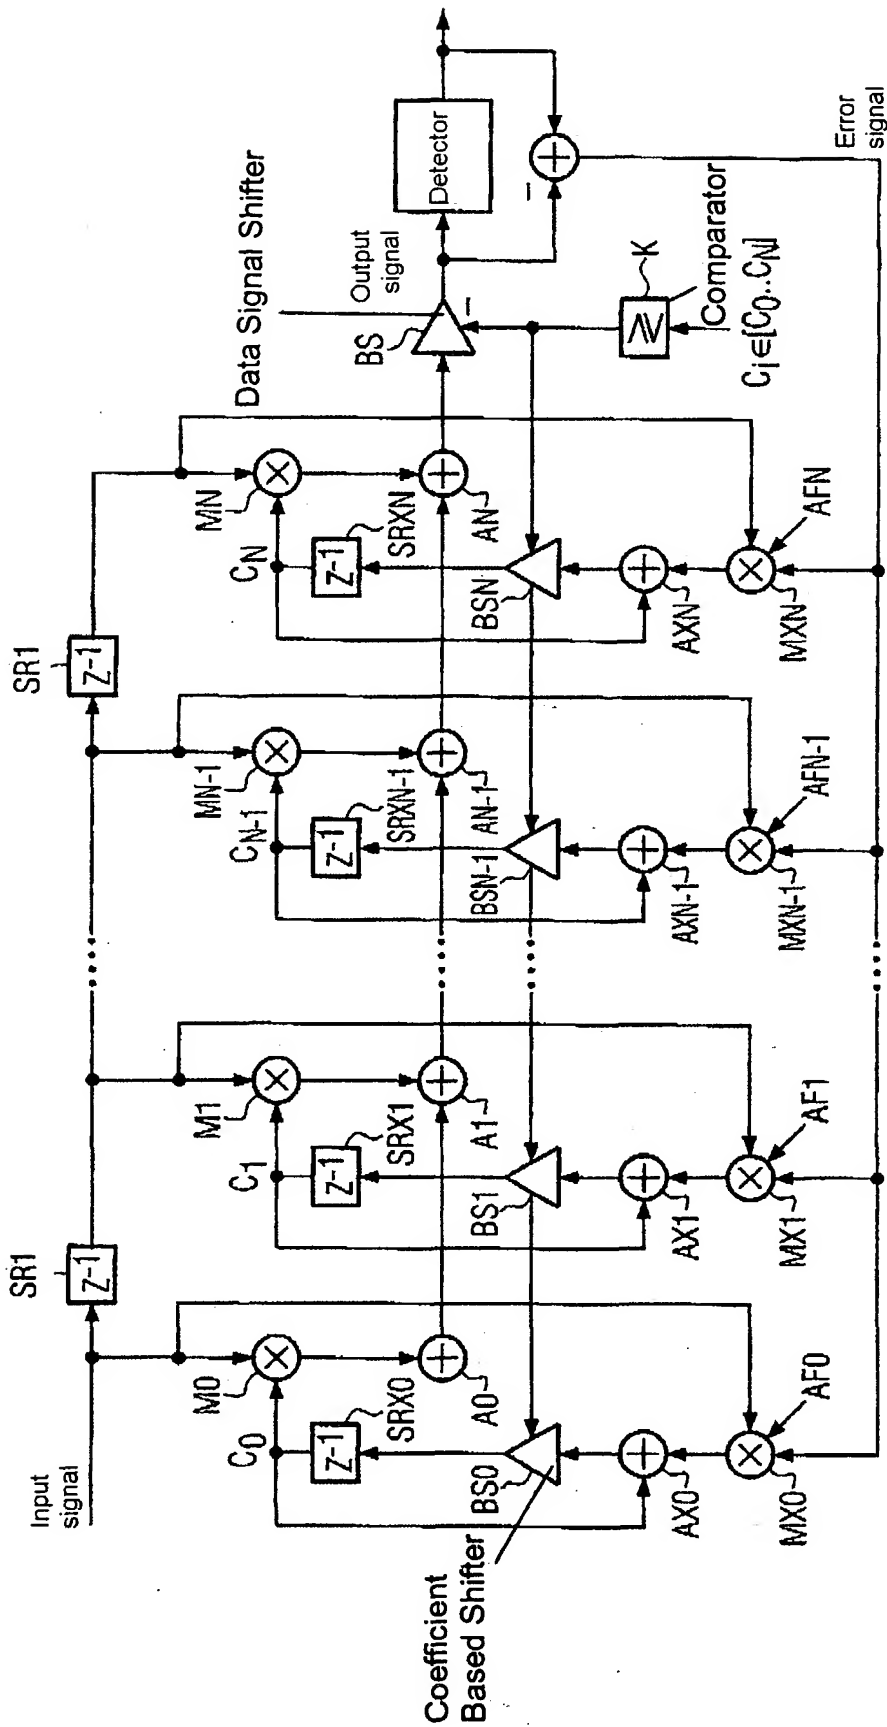 Input
signal
SR1
Z-1
SR1
Z-1
M0
M1
MN-1
MN
C0
C1
CN-1
CN
Z-1
Z-1
Z-1
Z-1
SRX0
SRX1
SRXN-1
SRXN
A0
A1
AN-1
AN
BS0
BS1
BSN-1
BSN
AX0
AX1
AXN-1
AXN
MX0
AF0
MX1
AF1
MXN-1
AFN-1
MXN
AFN
Coefficient
Based Shifter
Data Signal Shifter
BS
Output
signal
Detector
≥
K
Comparator
Ci∈[C0..CN]
Error
signal